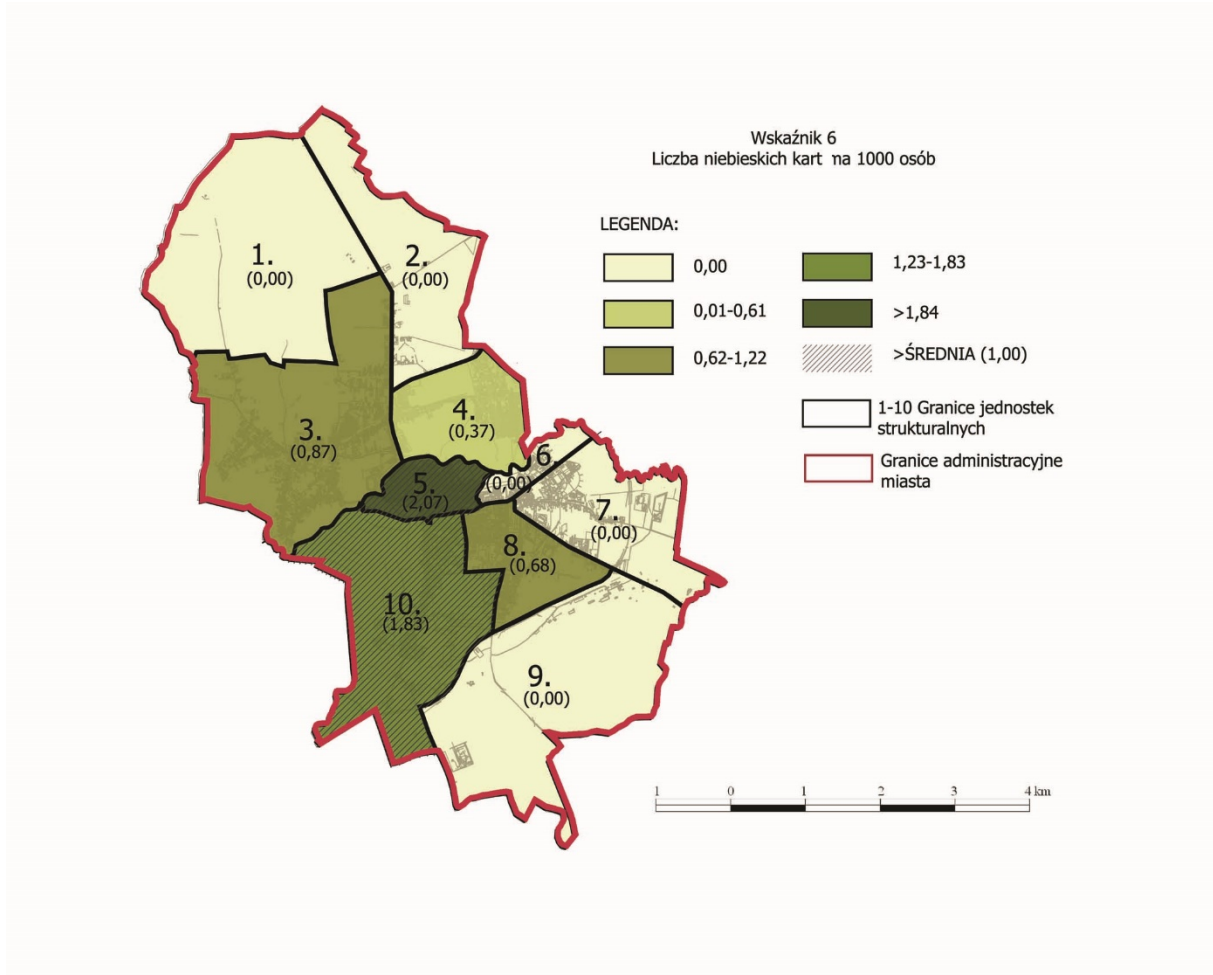 Wskaźnik 6
Liczba niebieskich kart na 1000 osób
LEGENDA:
0,00
0,01-0,61
0,62-1,22
1,23-1,83
>1,84
>ŚREDNIA (1,00)
1-10 Granice jednostek
strukturalnych
Granice administracyjne
miasta
1.
(0,00)
2.
(0,00)
3.
(0,87)
4.
(0,37)
5.
(2,07)
6.
(0,00)
7.
(0,00)
8.
(0,68)
9.
(0,00)
10.
(1,83)
1 0 1 2 3 4 km